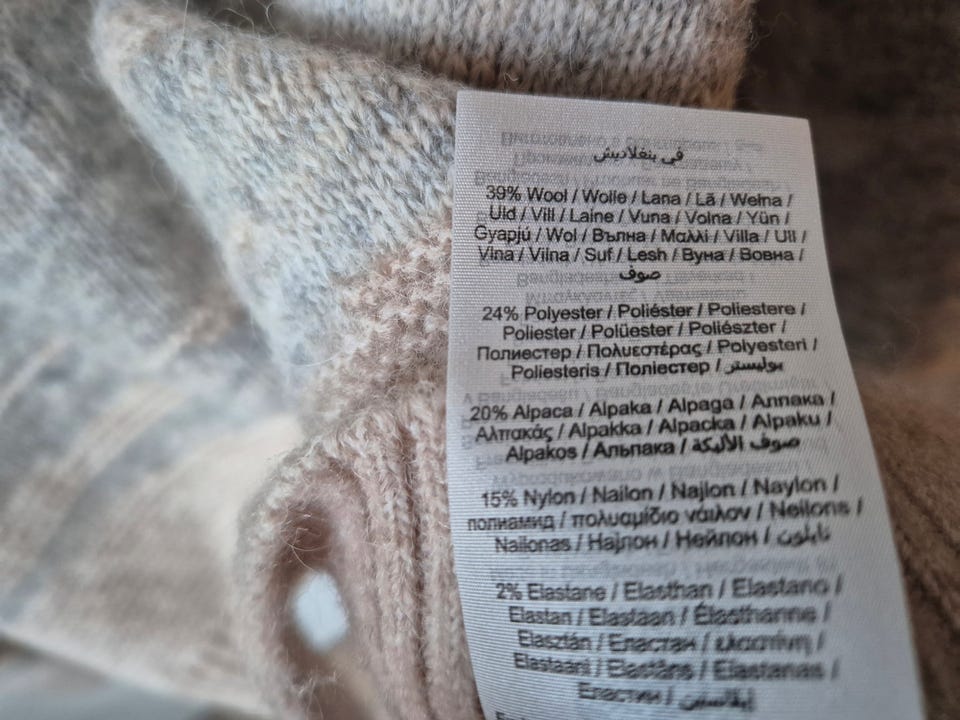 في بنغلاديش
39% Wool / Wolle / Lana / Lã / Wełna /
Uld / Vill / Laine / Vuna / Volna / Yün /
Gyapjú / Wol / Вълна / Μαλλί / Villa / Ull /
Vlna / Vilna / Suf / Lesh / Вуна / Вовна /
صوف
24% Polyester / Poliéster / Poliestere /
Poliester / Polüester / Poliészter /
Полиестер / Πολυεστέρας / Polyesteri /
Poliesteris / Поліестер / بوليستر
20% Alpaca / Alpaka / Alpaga / Алпака /
Αλπακάς / Alpakka / Alpacka / Alpaku /
Alpakos / Альпака / صوف الألبكة
15% Nylon / Nailon / Najlon / Naylon /
полиамид / πολυαμίδιο νάιλον / Neilons /
Nailonas / Најлон / Нейлон / نايلون
2% Elastane / Elasthan / Elastano /
Elastan / Elastaan / Élasthanne /
Elasztán / Еластан / ελαστίνη /
Elastaani / Elastāns / Elastanas /
Еластин / إيلاستين